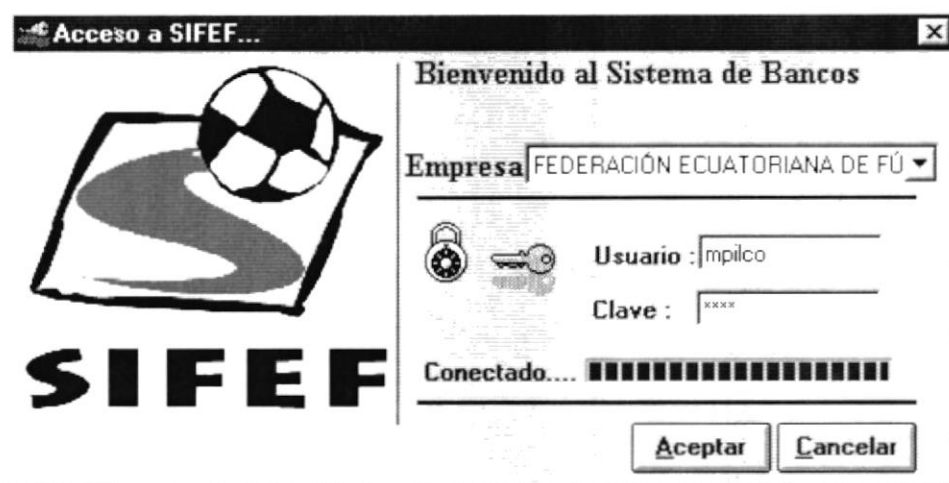 Acceso a SIFEF...
Bienvenido al Sistema de Bancos
Empresa FEDERACIÓN ECUATORIANA DE FÚ
Usuario : mpilco
Clave : ××××
SIFEF
Conectado....
Aceptar Cancelar